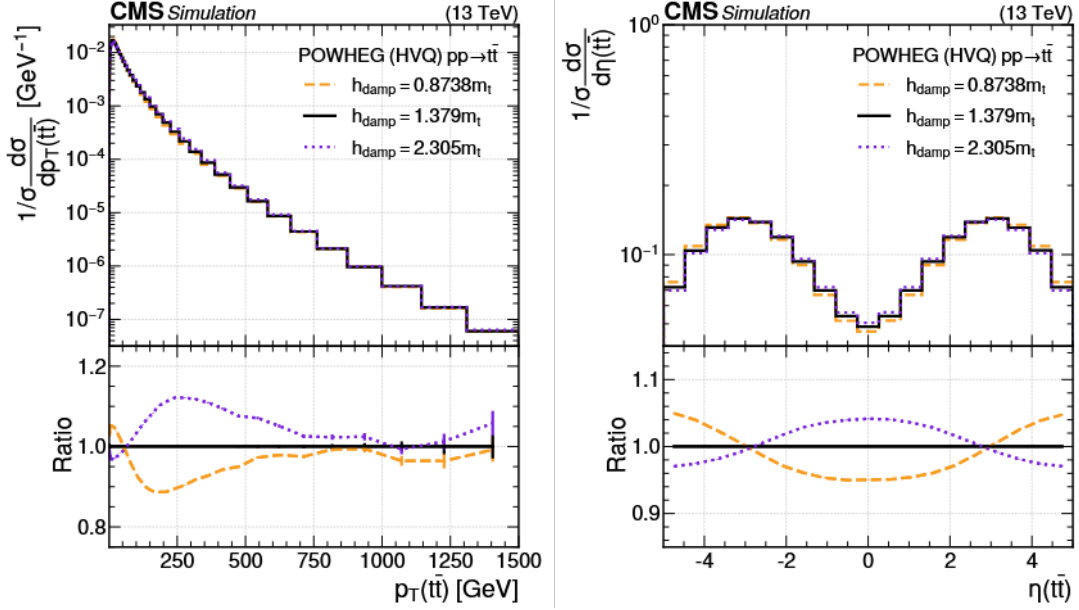 CMS Simulation (13 TeV)
1/σ dσ/dp_T(tt̄) [GeV⁻¹]
POWHEG (HVQ) pp→tt̄
h_damp = 0.8738m_t
h_damp = 1.379m_t
h_damp = 2.305m_t
10⁻²
10⁻³
10⁻⁴
10⁻⁵
10⁻⁶
10⁻⁷
Ratio
1.2
1.0
0.8
250 500 750 1000 1250 1500
p_T(tt̄) [GeV]
CMS Simulation (13 TeV)
1/σ dσ/dη(tt̄)
POWHEG (HVQ) pp→tt̄
h_damp = 0.8738m_t
h_damp = 1.379m_t
h_damp = 2.305m_t
10⁰
10⁻¹
Ratio
1.1
1.0
0.9
-4 -2 0 2 4
η(tt̄)